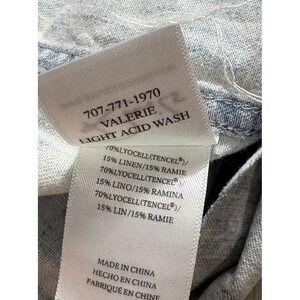 707-771-1970
VALERIE
LIGHT ACID WASH
70%LYOCELL(TENCEL®)/
15% LINEN/15% RAMIE
70%LYOCELL(TENCEL®)/
15% LINO/15% RAMINA
70%LYOCELL(TENCEL®)/
15% LIN/15% RAMIE
MADE IN CHINA
HECHO EN CHINA
FABRIQUE EN CHINE